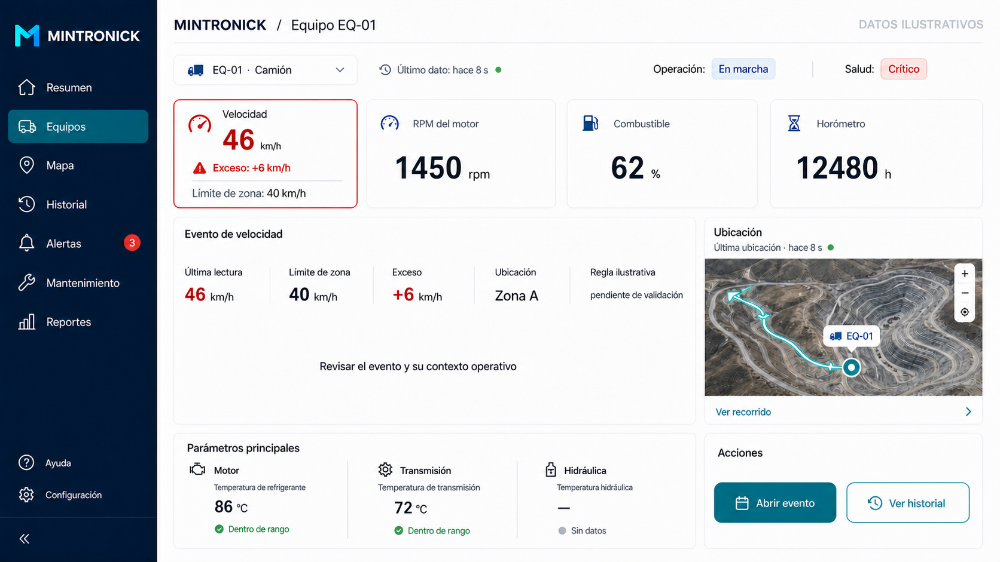 MINTRONICK
Resumen
Equipos
Mapa
Historial
Alertas 3
Mantenimiento
Reportes
Ayuda
Configuración
MINTRONICK / Equipo EQ-01
DATOS ILUSTRATIVOS
EQ-01 · Camión
Último dato: hace 8 s
Operación: En marcha
Salud: Crítico
Velocidad
46 km/h
Exceso: +6 km/h
Límite de zona: 40 km/h
RPM del motor
1450 rpm
Combustible
62 %
Horómetro
12480 h
Evento de velocidad
Última lectura
46 km/h
Límite de zona
40 km/h
Exceso
+6 km/h
Ubicación
Zona A
Regla ilustrativa
pendiente de validación
Revisar el evento y su contexto operativo
Ubicación
Última ubicación · hace 8 s
EQ-01
Ver recorrido
Parámetros principales
Motor
Temperatura de refrigerante
86 °C
Dentro de rango
Transmisión
Temperatura de transmisión
72 °C
Dentro de rango
Hidráulica
Temperatura hidráulica
—
Sin datos
Acciones
Abrir evento
Ver historial